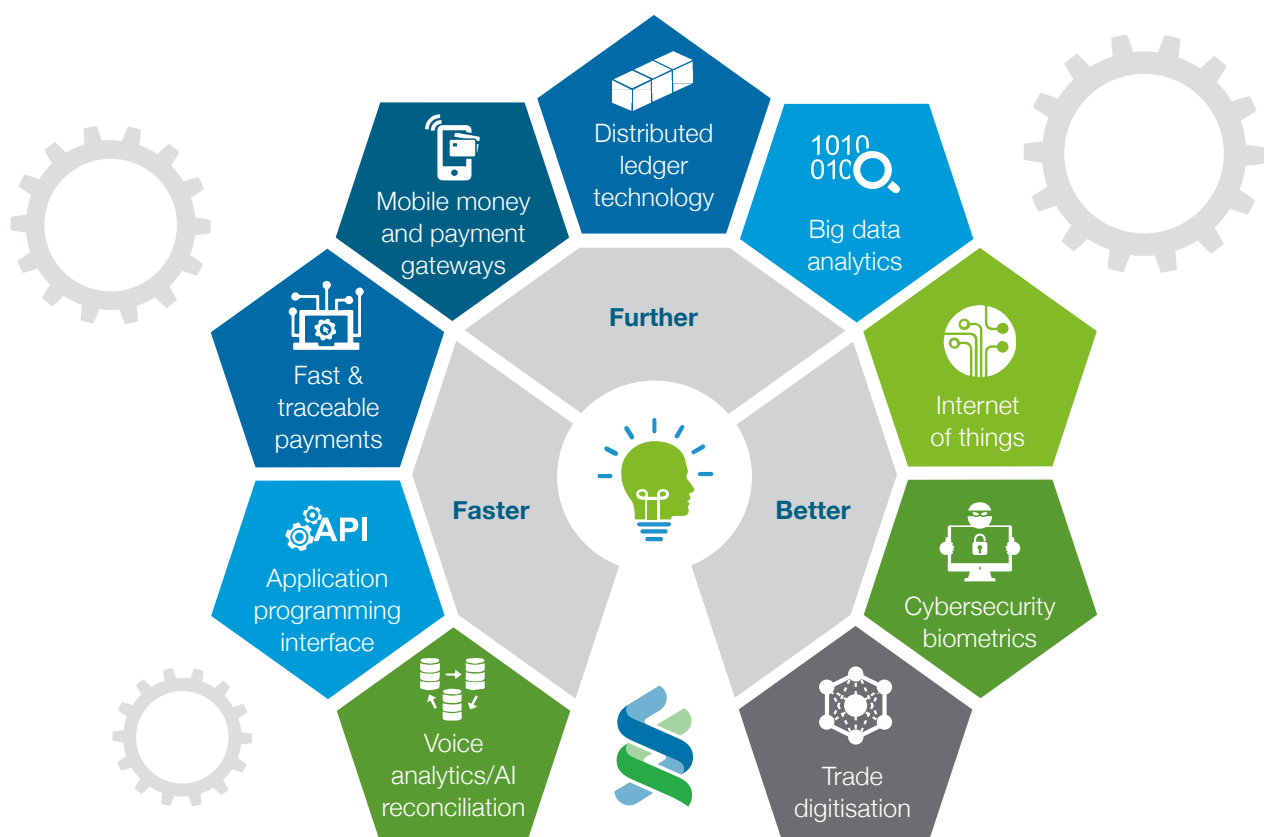 Distributed
ledger
technology
Mobile money
and payment
gateways
1010
010
Big data
analytics
Further
Fast &
traceable
payments
Internet
of things
Faster
Better
API
Application
programming
interface
Cybersecurity
biometrics
Voice
analytics/AI
reconciliation
Trade
digitisation